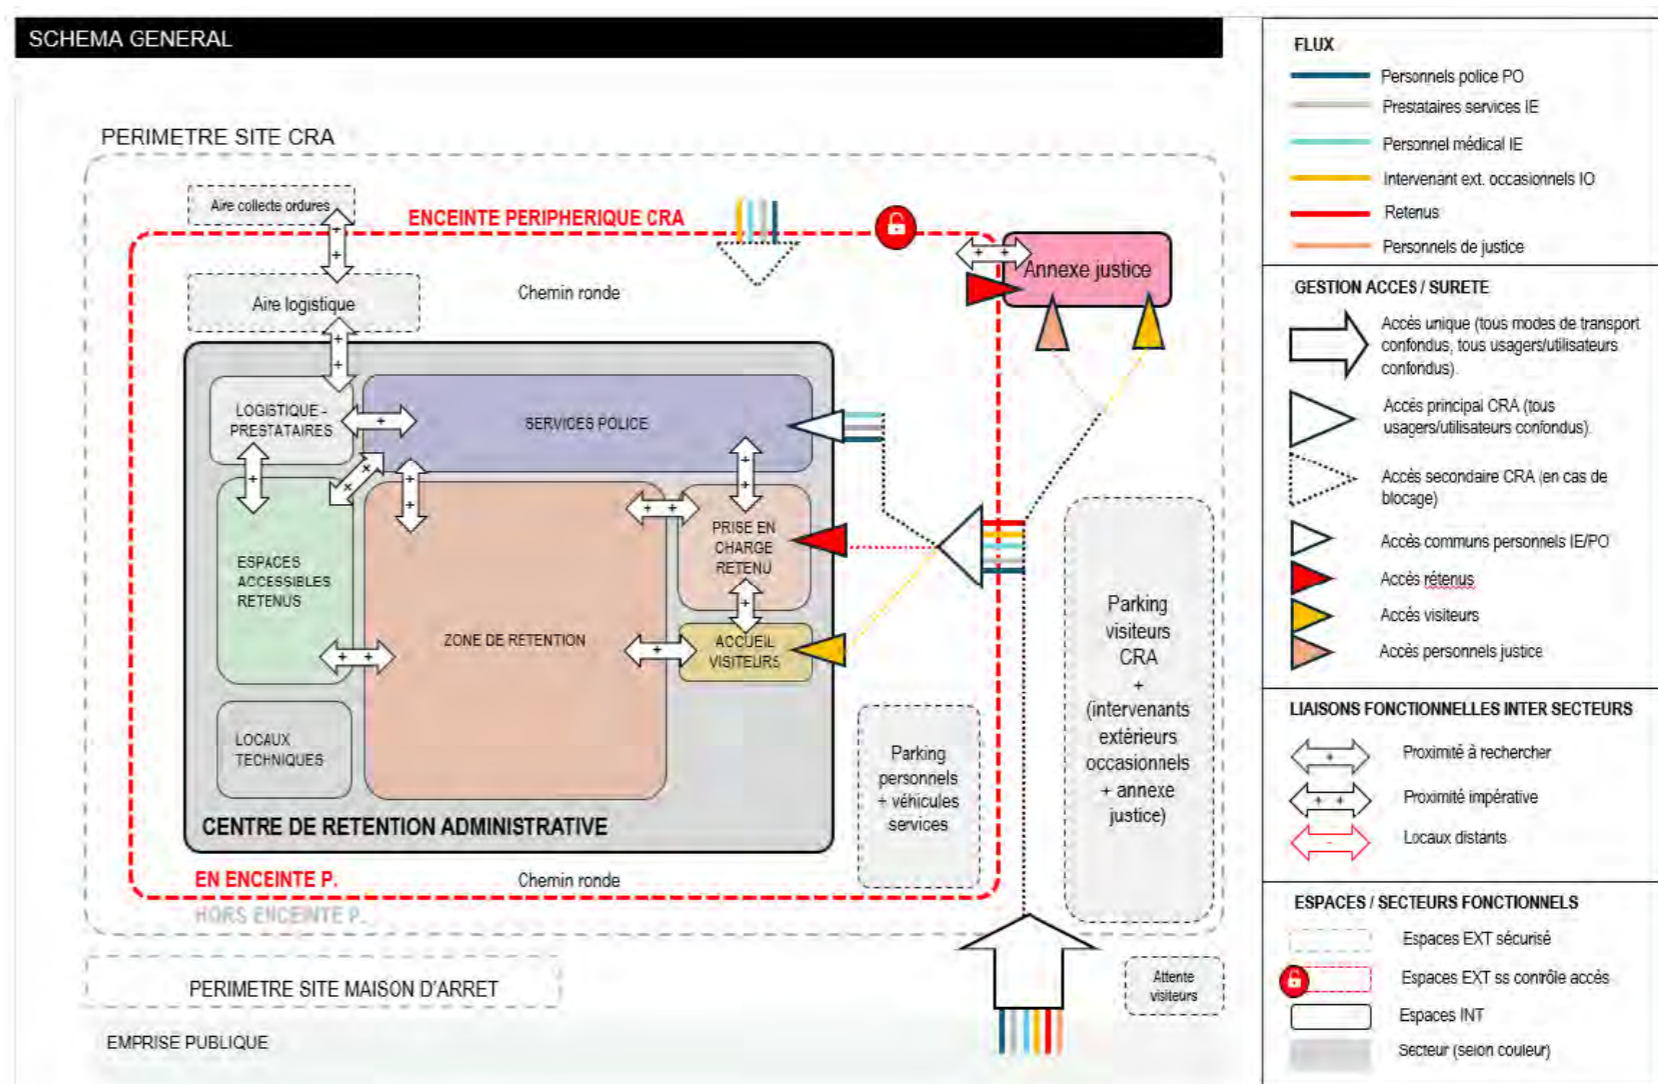 SCHEMA GENERAL
PERIMETRE SITE CRA
Aire collecte ordures
ENCEINTE PERIPHERIQUE CRA
Annexe justice
Chemin ronde
Aire logistique
LOGISTIQUE -
PRESTATAIRES
SERVICES POLICE
ESPACES
ACCESSIBLES
RETENUS
PRISE EN
CHARGE
RETENU
ZONE DE RETENTION
ACCUEIL
VISITEURS
LOCAUX
TECHNIQUES
CENTRE DE RETENTION ADMINISTRATIVE
Parking
personnels
+ véhicules
services
Parking
visiteurs
CRA
+
(intervenants
extérieurs
occasionnels
+ annexe
justice)
EN ENCEINTE P.
Chemin ronde
HORS ENCEINTE P.
PERIMETRE SITE MAISON D'ARRET
Attente
visiteurs
EMPRISE PUBLIQUE
FLUX
Personnels police PO
Prestataires services IE
Personnel médical IE
Intervenant ext. occasionnels IO
Retenus
Personnels de justice
GESTION ACCES / SURETE
Accès unique (tous modes de transport
confondus, tous usagers/utilisateurs
confondus).
Accès principal CRA (tous
usagers/utilisateurs confondus).
Accès secondaire CRA (en cas de
blocage)
Accès communs personnels IE/PO
Accès rétenus
Accès visiteurs
Accès personnels justice
LIAISONS FONCTIONNELLES INTER SECTEURS
+ Proximité à rechercher
+ + Proximité impérative
- Locaux distants
ESPACES / SECTEURS FONCTIONNELS
Espaces EXT sécurisé
Espaces EXT ss contrôle accès
Espaces INT
Secteur (selon couleur)